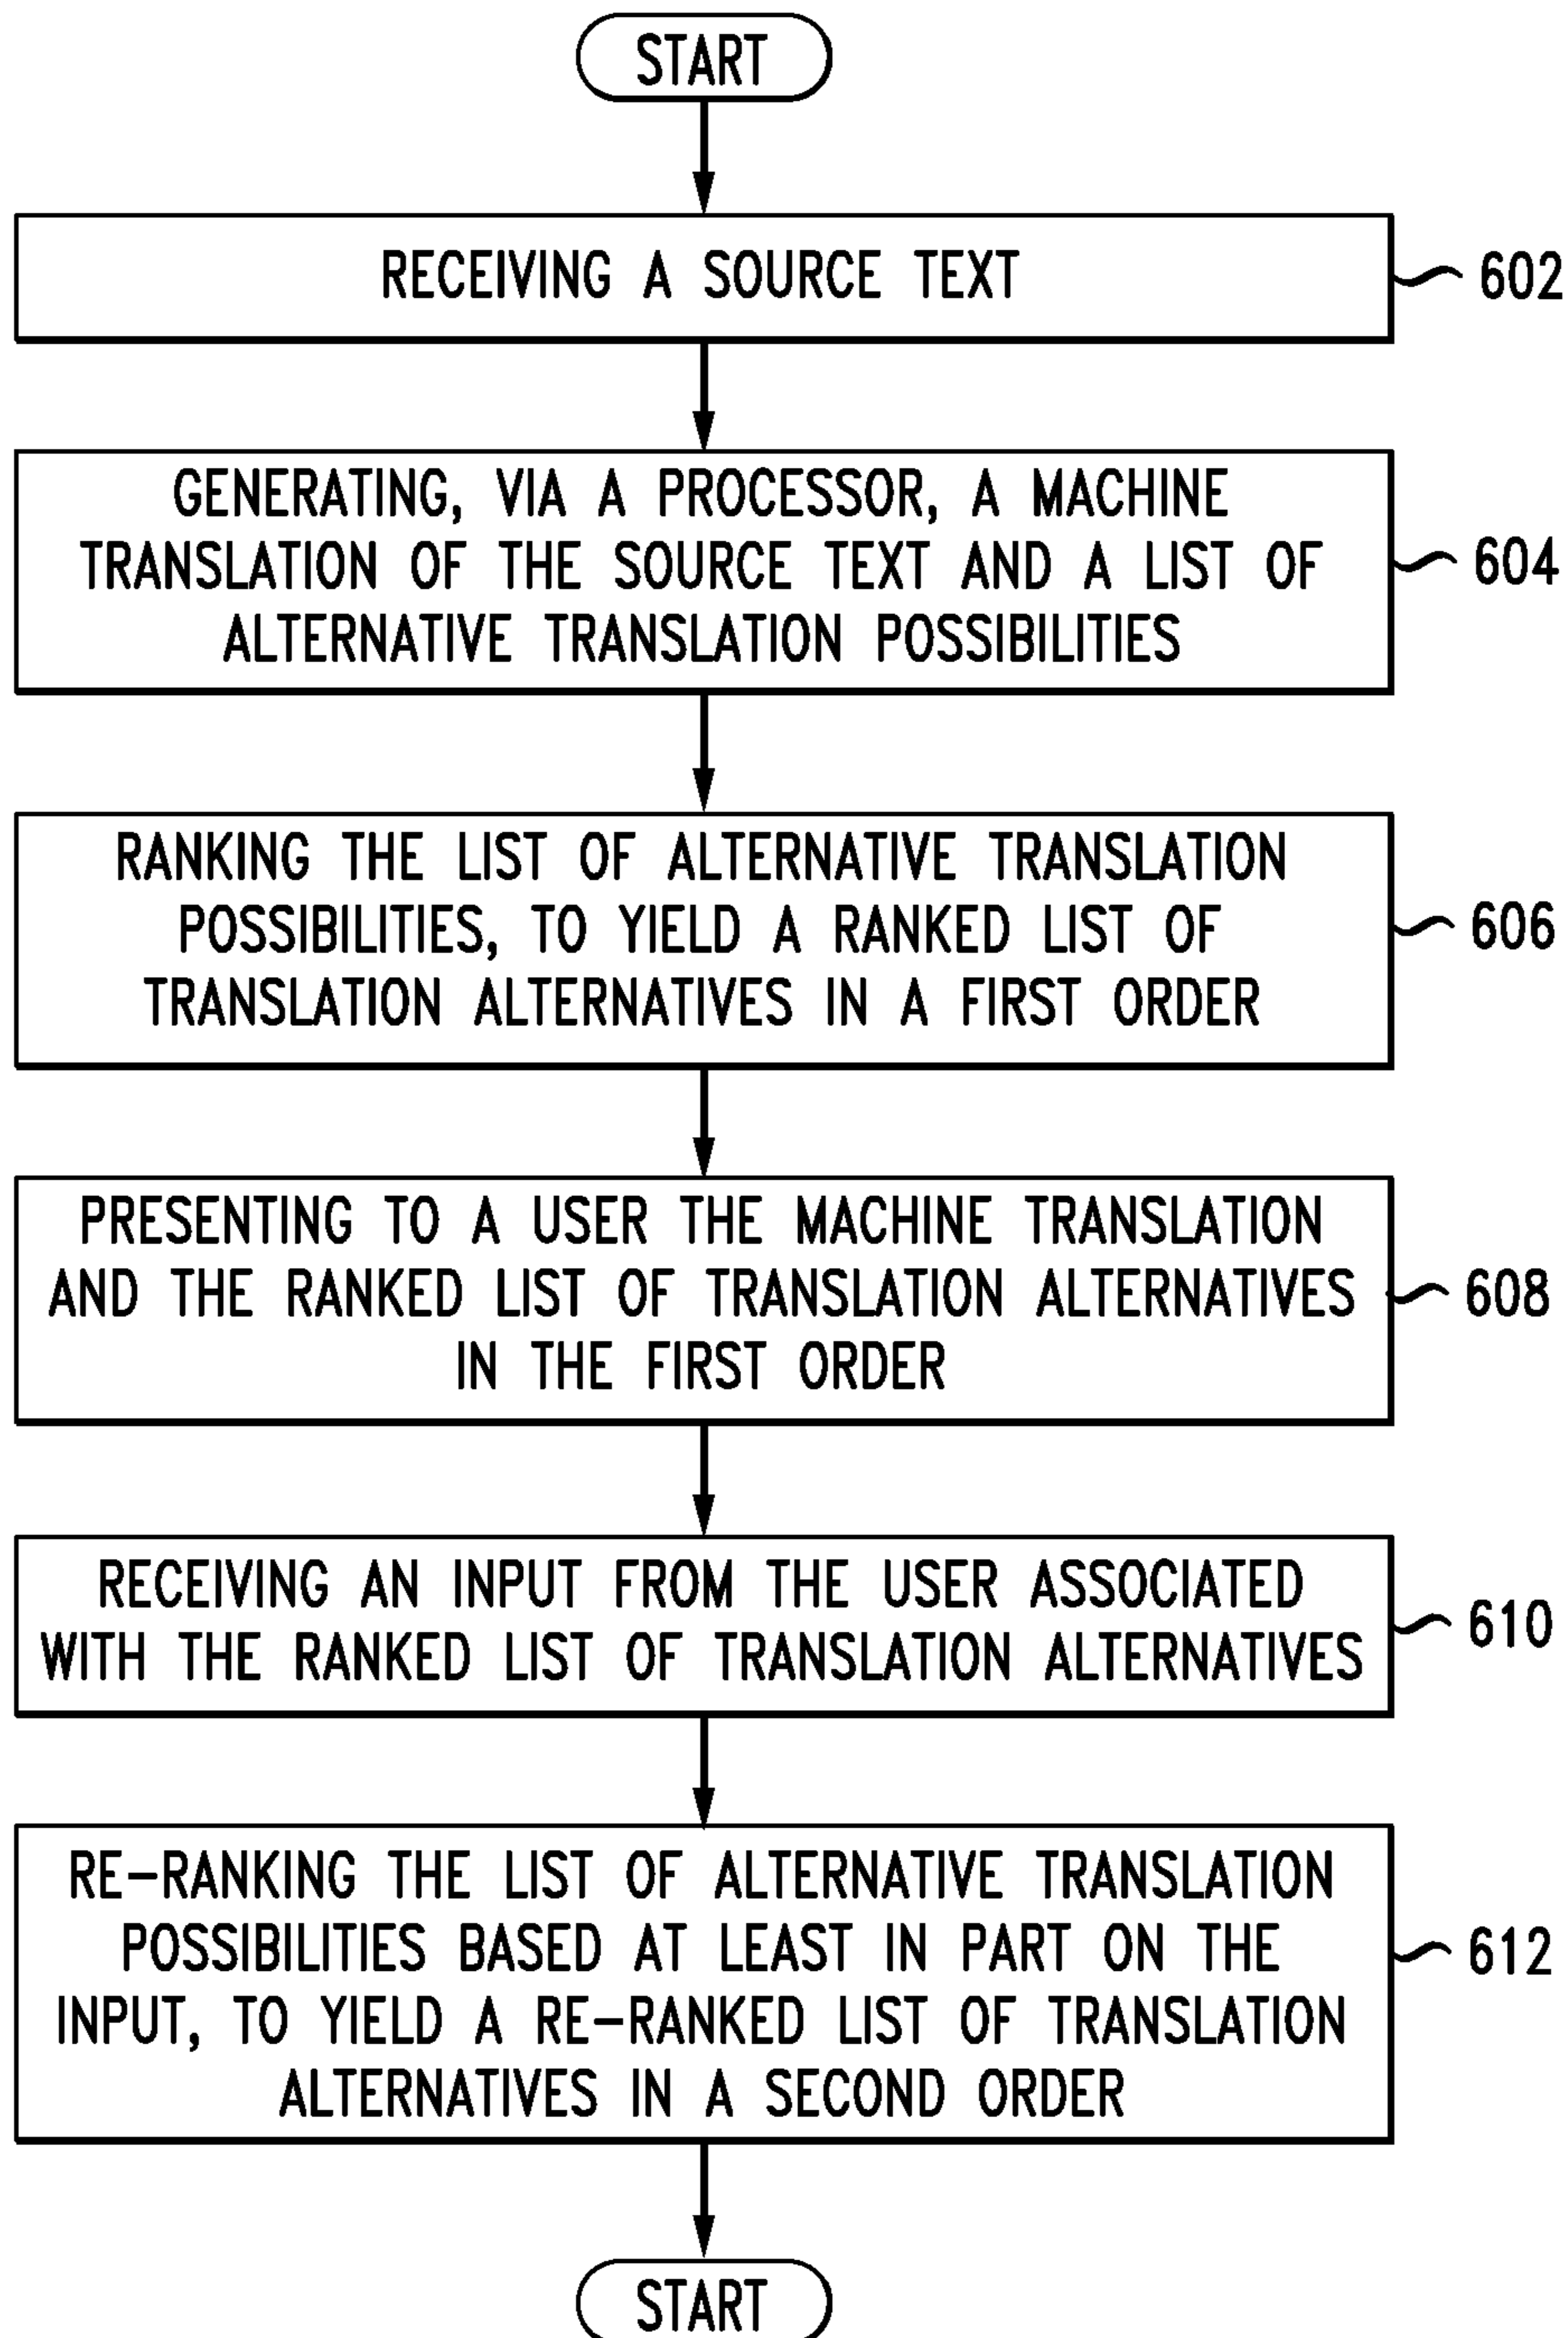 START
RECEIVING A SOURCE TEXT
602
GENERATING, VIA A PROCESSOR, A MACHINE
TRANSLATION OF THE SOURCE TEXT AND A LIST OF
ALTERNATIVE TRANSLATION POSSIBILITIES
604
RANKING THE LIST OF ALTERNATIVE TRANSLATION
POSSIBILITIES, TO YIELD A RANKED LIST OF
TRANSLATION ALTERNATIVES IN A FIRST ORDER
606
PRESENTING TO A USER THE MACHINE TRANSLATION
AND THE RANKED LIST OF TRANSLATION ALTERNATIVES
IN THE FIRST ORDER
608
RECEIVING AN INPUT FROM THE USER ASSOCIATED
WITH THE RANKED LIST OF TRANSLATION ALTERNATIVES
610
RE-RANKING THE LIST OF ALTERNATIVE TRANSLATION
POSSIBILITIES BASED AT LEAST IN PART ON THE
INPUT, TO YIELD A RE-RANKED LIST OF TRANSLATION
ALTERNATIVES IN A SECOND ORDER
612
START